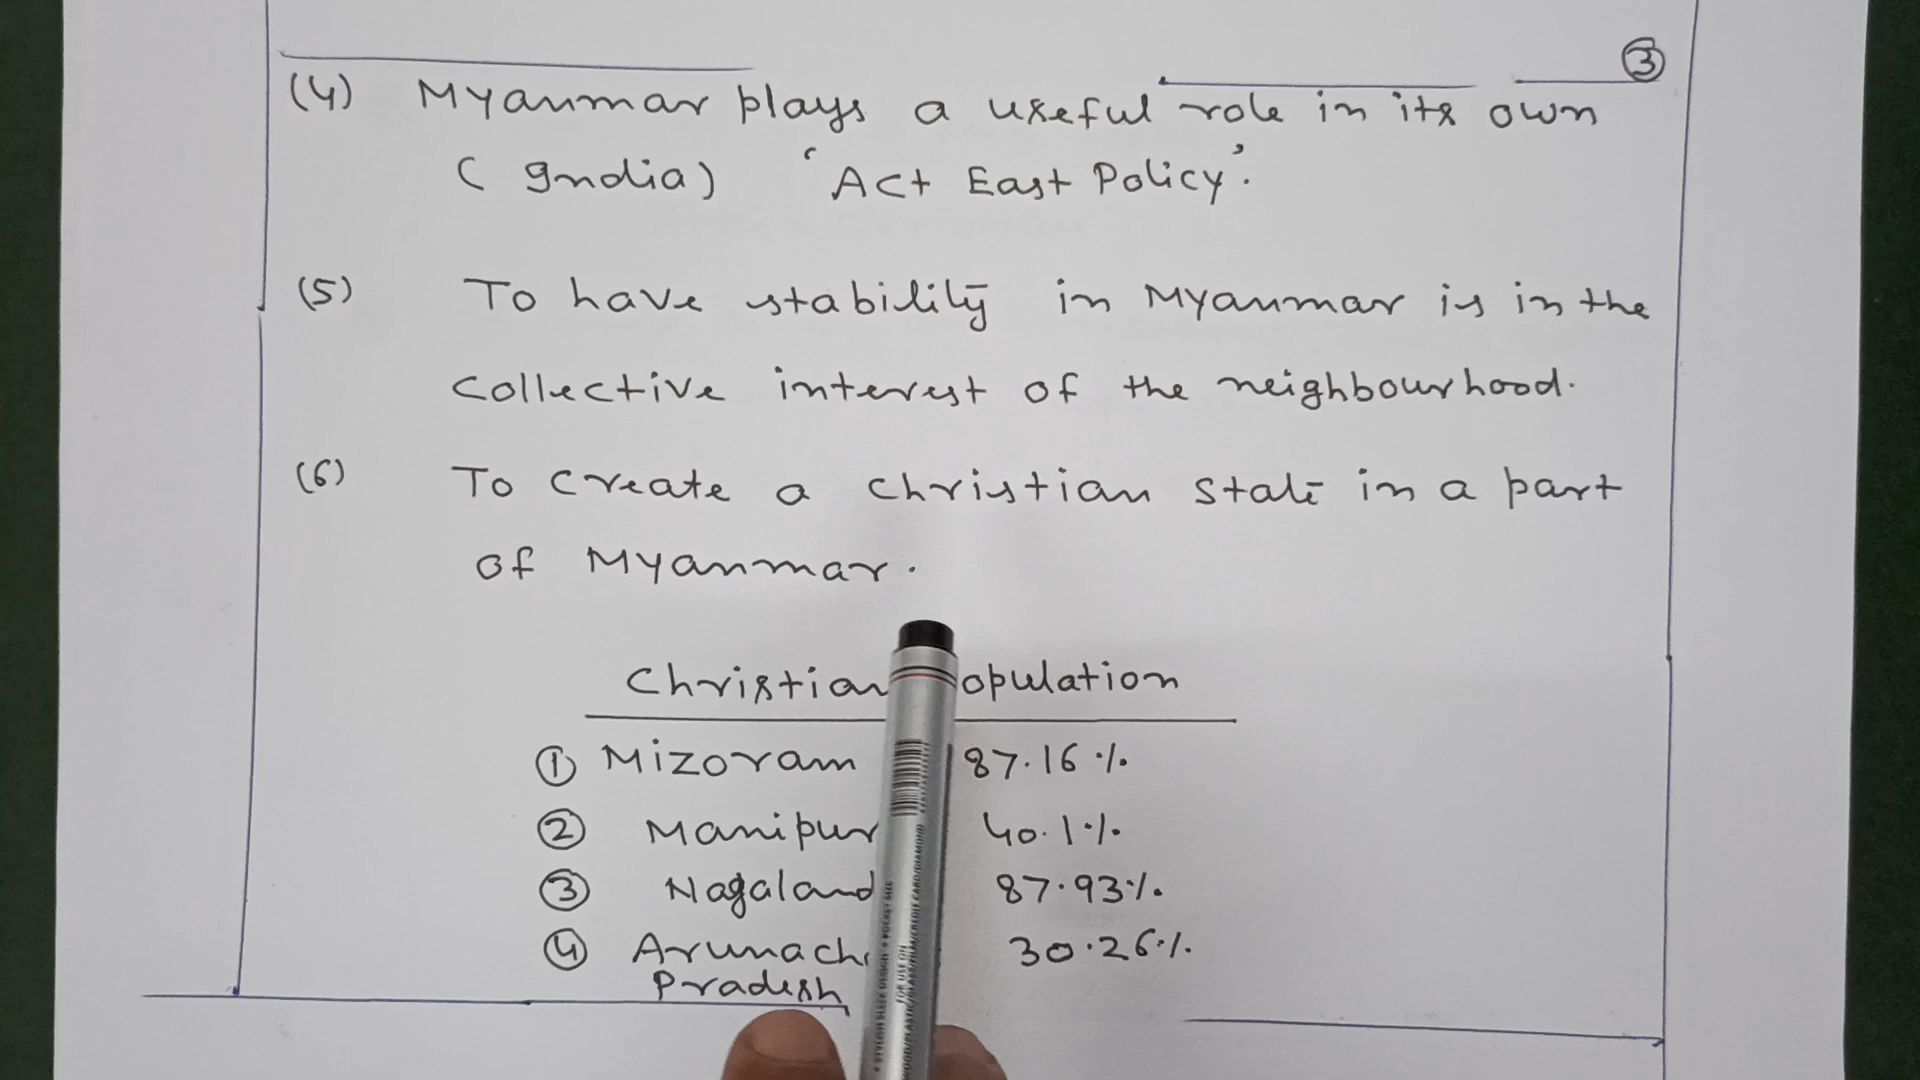 3
(4) Myanmar plays a useful role in its own
(India) 'Act East Policy'.
(5) To have stability in Myanmar is in the
collective interest of the neighbourhood.
(6) To create a christian state in a part
of Myanmar.
Christian opulation
1 Mizoram 87.16%
2 Manipur 40.1%
3 Nagaland 87.93%
4 Arunach 30.26%
Pradesh